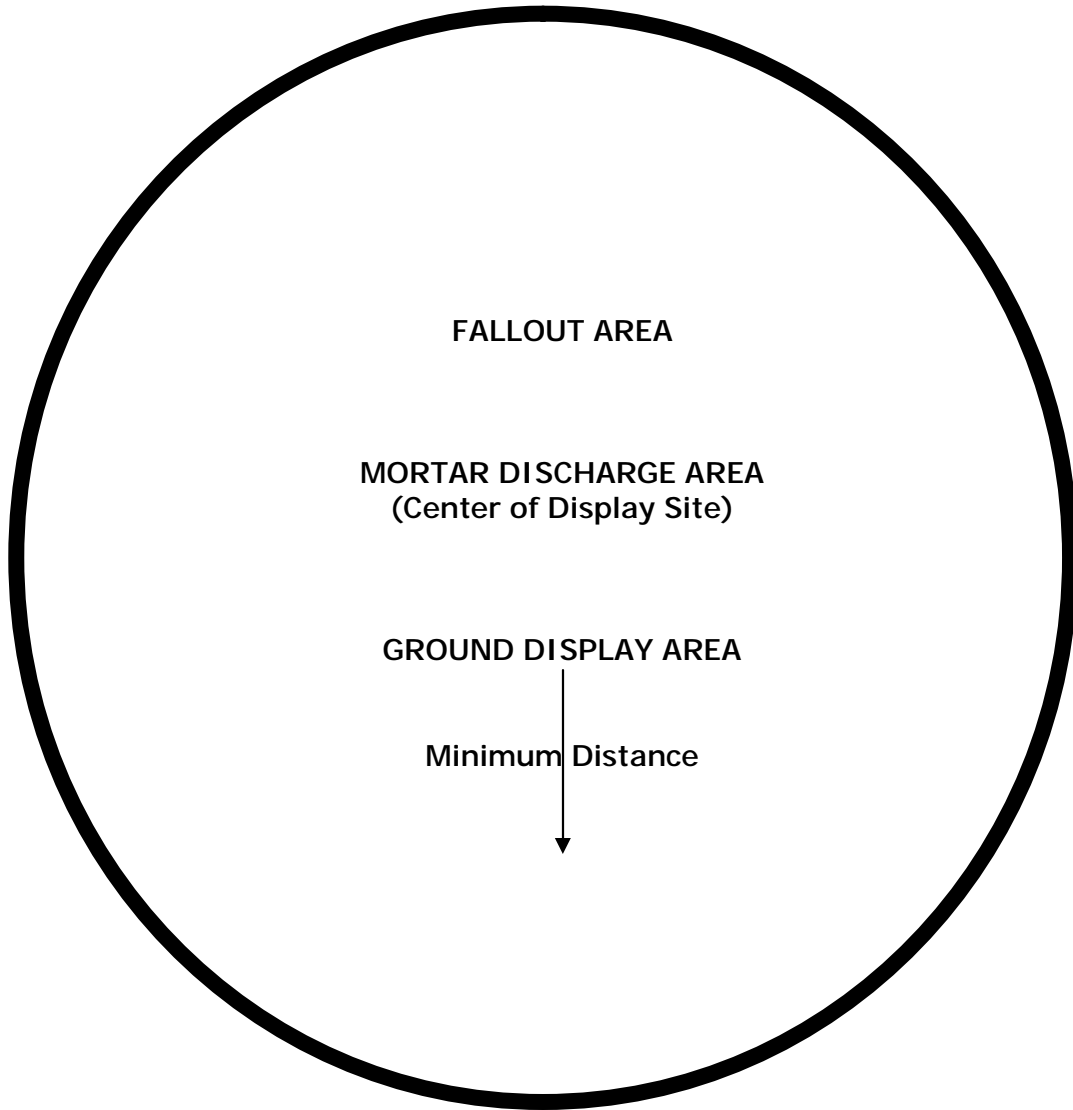 FALLOUT AREA
MORTAR DISCHARGE AREA
(Center of Display Site)
GROUND DISPLAY AREA
Minimum Distance